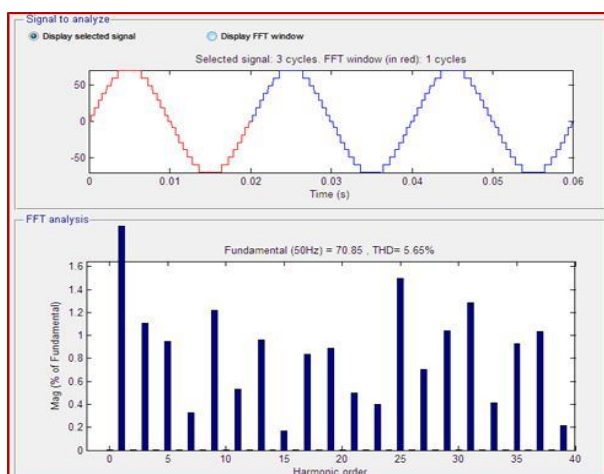 Signal to analyze
Display selected signal
Display FFT window
Selected signal: 3 cycles. FFT window (in red): 1 cycles
50
0
-50
0 0.01 0.02 0.03 0.04 0.05 0.06
Time (s)
FFT analysis
Fundamental (50Hz) = 70.85 , THD= 5.65%
1.6
1.4
1.2
1
0.8
0.6
0.4
0.2
0
Mag (% of Fundamental)
0 5 10 15 20 25 30 35 40
Harmonic order